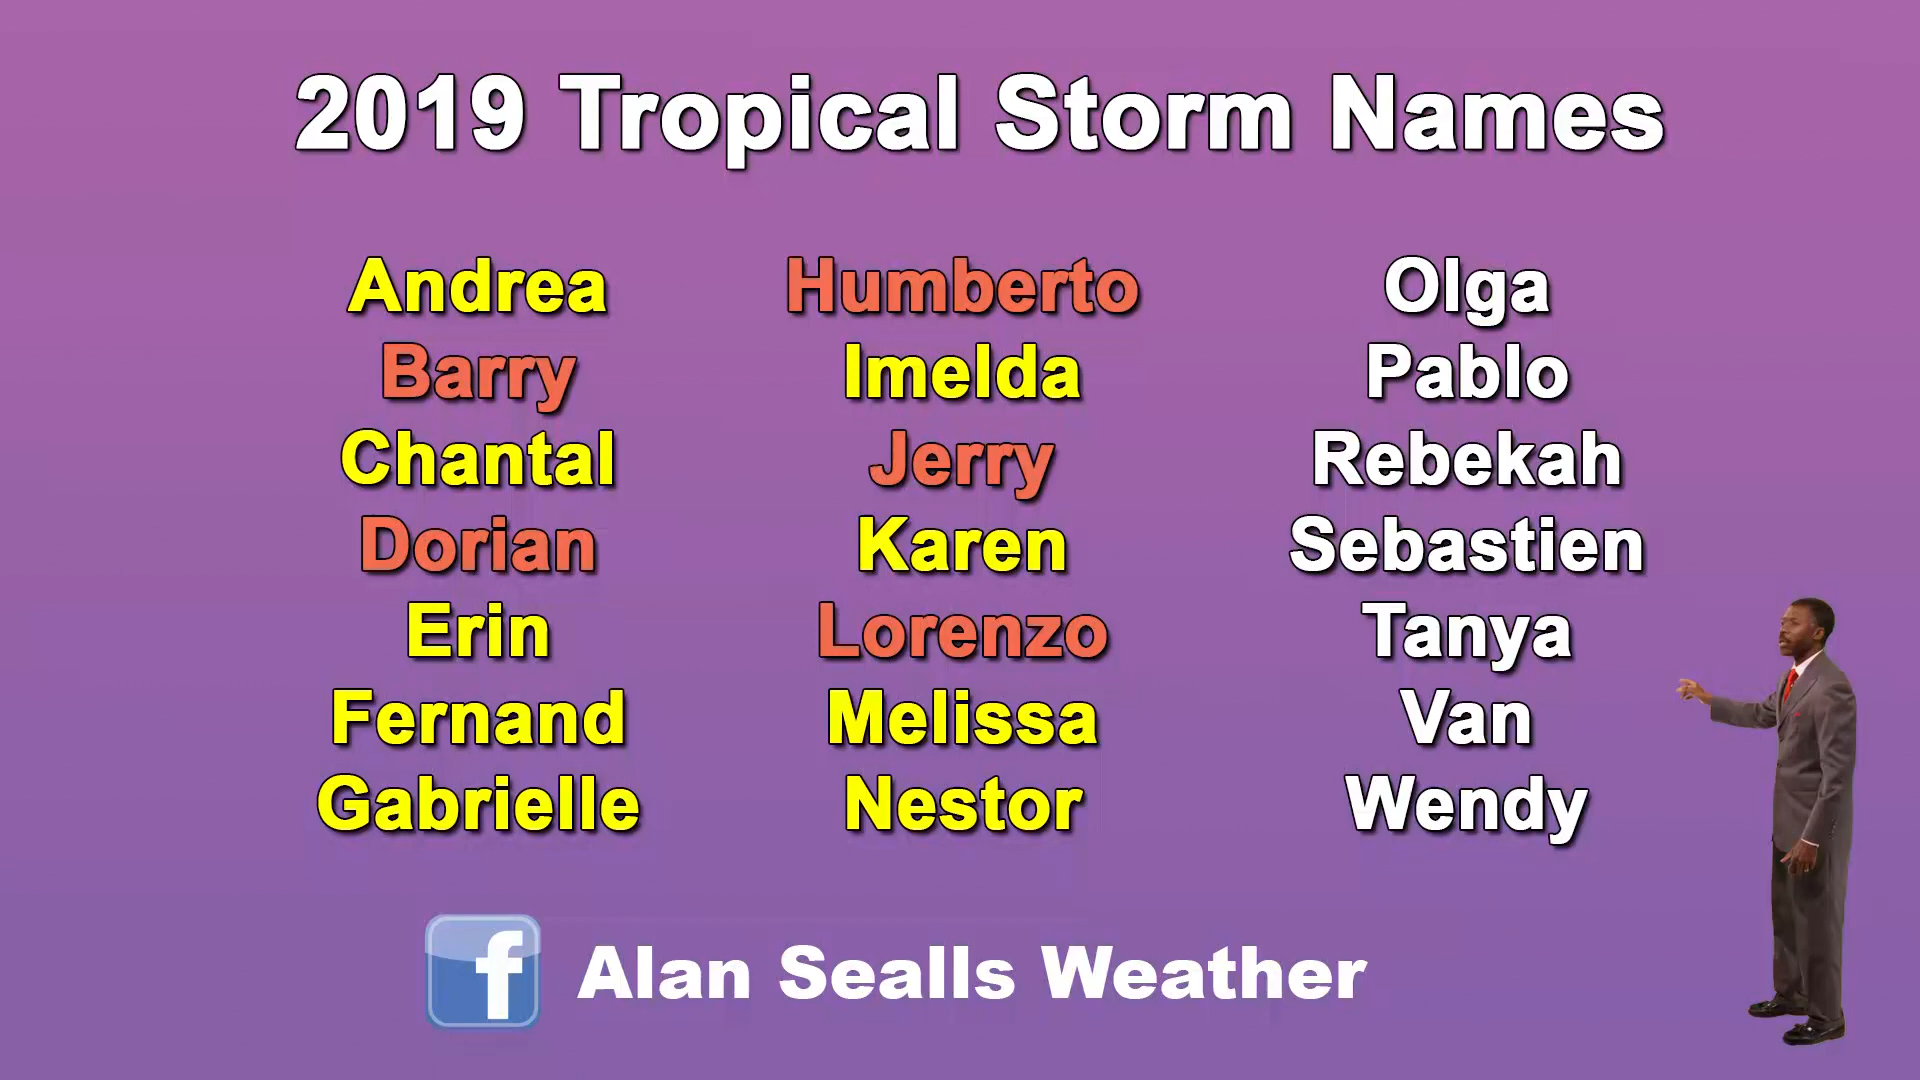 2019 Tropical Storm Names
Andrea
Barry
Chantal
Dorian
Erin
Fernand
Gabrielle
Humberto
Imelda
Jerry
Karen
Lorenzo
Melissa
Nestor
Olga
Pablo
Rebekah
Sebastien
Tanya
Van
Wendy
f Alan Sealls Weather